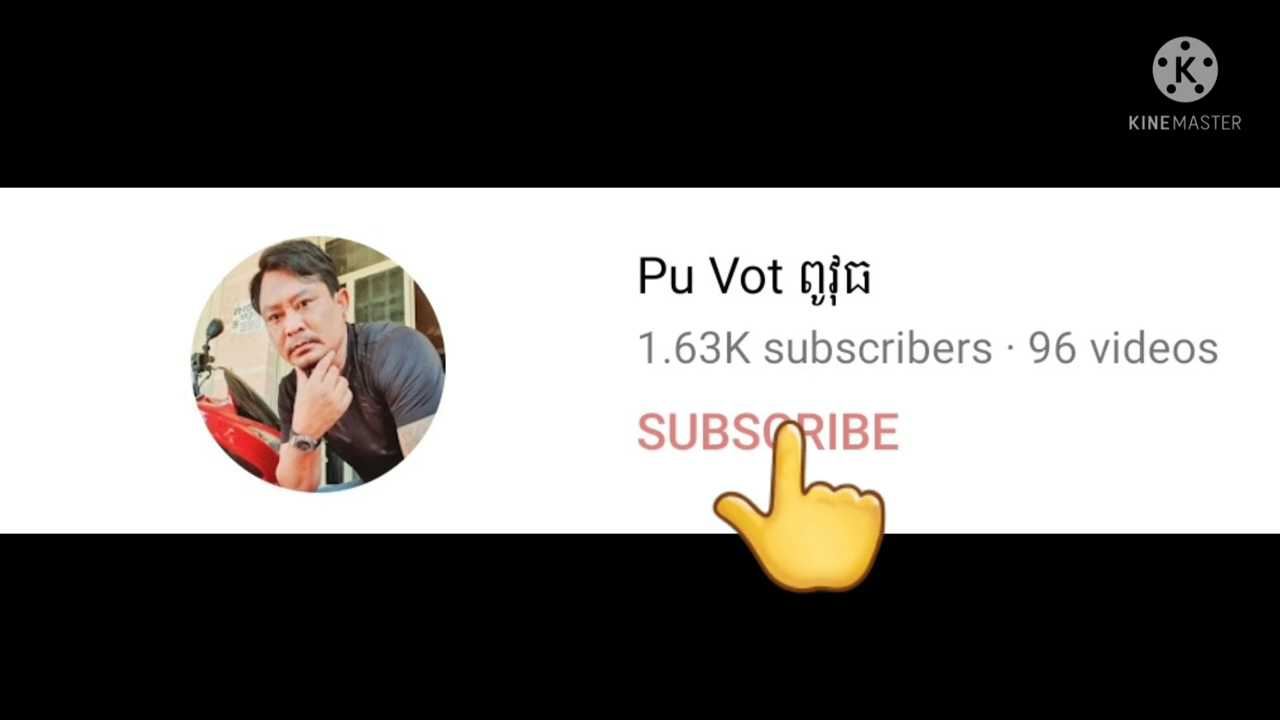 K
KINEMASTER
Pu Vot ពូវុធ
1.63K subscribers · 96 videos
SUBSCRIBE